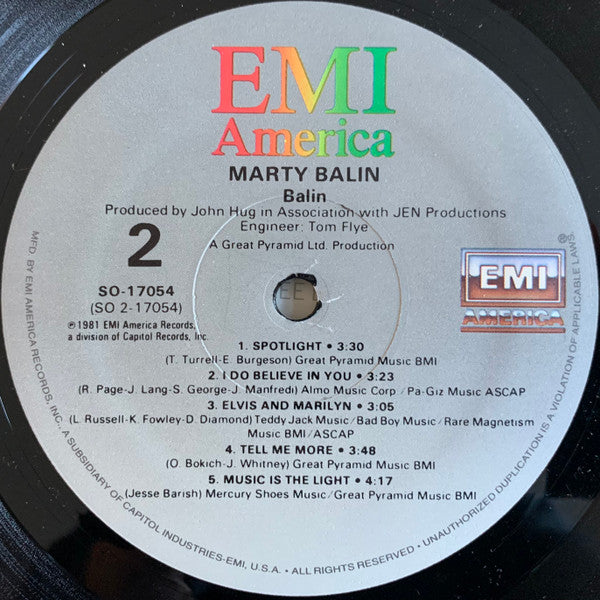 EMI
America
MARTY BALIN
Balin
Produced by John Hug in Association with JEN Productions
Engineer: Tom Flye
2
A Great Pyramid Ltd. Production
SO-17054
(SO 2-17054)
℗1981 EMI America Records,
a division of Capitol Records, Inc.
EMI
AMERICA
®
1. SPOTLIGHT • 3:30
(T. Turrell-E. Burgeson) Great Pyramid Music BMI
2. I DO BELIEVE IN YOU • 3:23
(R. Page-J. Lang-S. George-J. Manfredi) Almo Music Corp./Pa-Giz Music ASCAP
3. ELVIS AND MARILYN • 3:05
(L. Russell-K. Fowley-D. Diamond) Teddy Jack Music/Bad Boy Music/Rare Magnetism
Music BMI/ASCAP
4. TELL ME MORE • 3:48
(O. Bokich-J. Whitney) Great Pyramid Music BMI
5. MUSIC IS THE LIGHT • 4:17
(Jesse Barish) Mercury Shoes Music/Great Pyramid Music BMI
MFD. BY EMI AMERICA RECORDS, INC., A SUBSIDIARY OF CAPITOL INDUSTRIES-EMI, U.S.A. • ALL RIGHTS RESERVED • UNAUTHORIZED DUPLICATION IS A VIOLATION OF APPLICABLE LAWS.